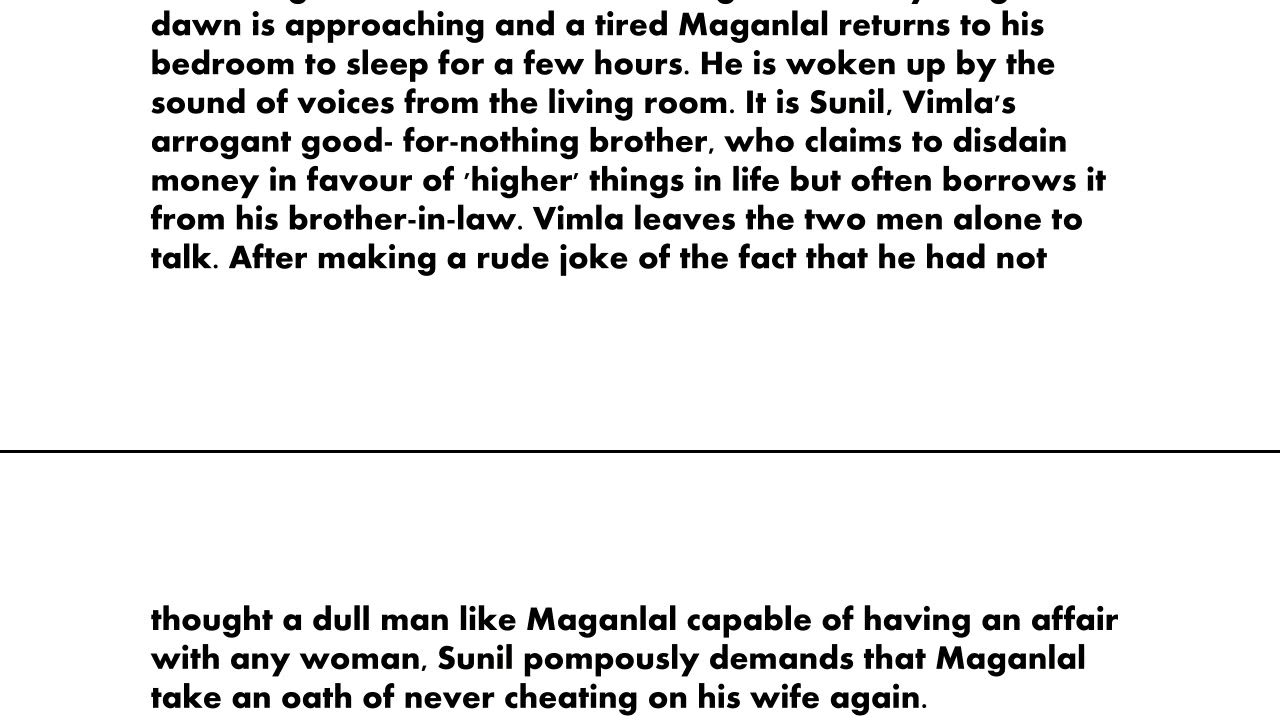 dawn is approaching and a tired Maganlal returns to his
bedroom to sleep for a few hours. He is woken up by the
sound of voices from the living room. It is Sunil, Vimla's
arrogant good- for-nothing brother, who claims to disdain
money in favour of 'higher' things in life but often borrows it
from his brother-in-law. Vimla leaves the two men alone to
talk. After making a rude joke of the fact that he had not
thought a dull man like Maganlal capable of having an affair
with any woman, Sunil pompously demands that Maganlal
take an oath of never cheating on his wife again.